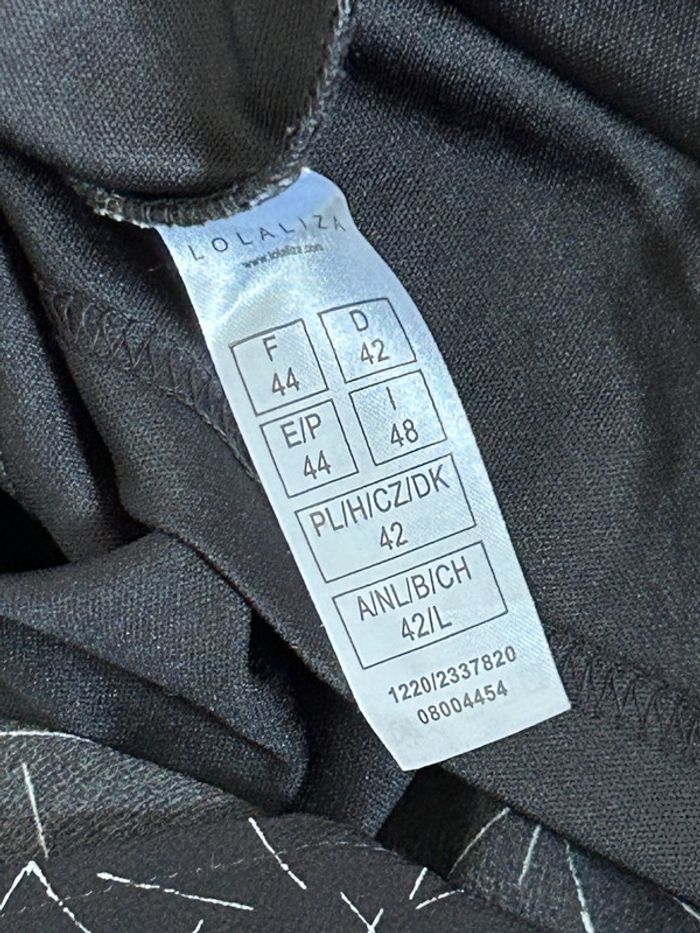 LOLALIZA
www.lolaliza.com
F D
44 42
E/P I
44 48
PL/H/CZ/DK
42
A/NL/B/CH
42/L
1220/2337820
08004454